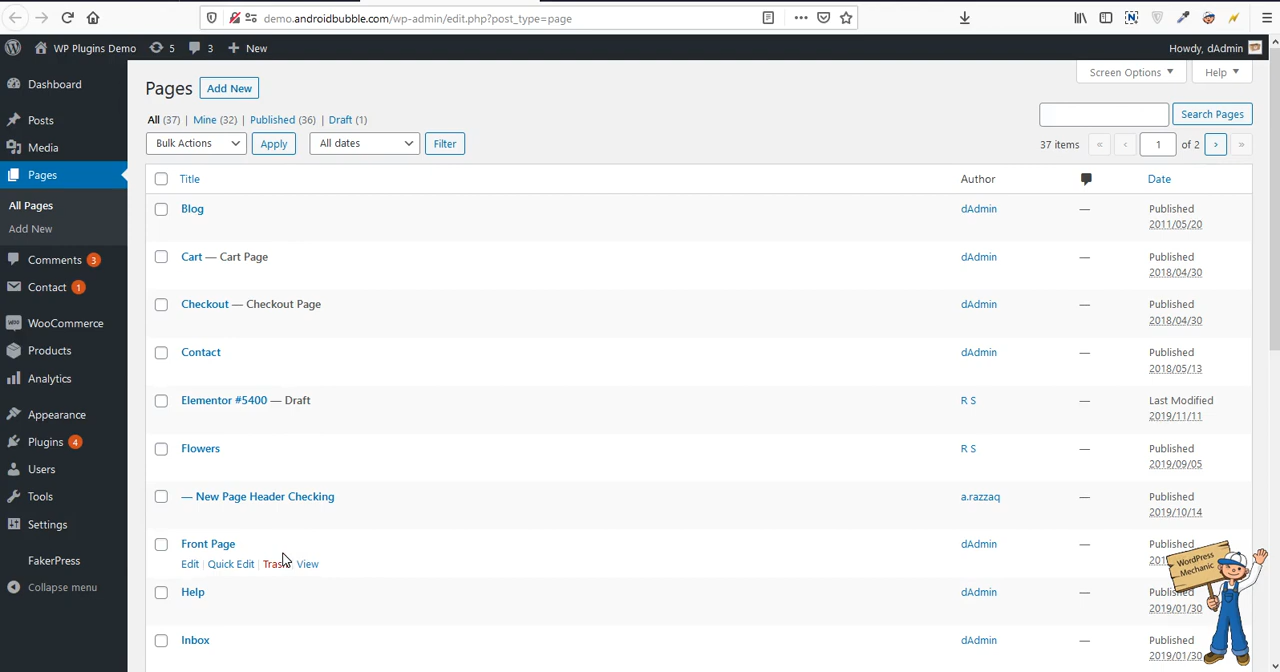 demo.androidbubble.com/wp-admin/edit.php?post_type=page
WP Plugins Demo 5 3 New Howdy, dAdmin
Dashboard
Posts
Media
Pages
All Pages
Add New
Comments 3
Contact 1
WooCommerce
Products
Analytics
Appearance
Plugins 4
Users
Tools
Settings
FakerPress
Collapse menu
Screen Options Help
Pages Add New
All (37) | Mine (32) | Published (36) | Draft (1)
Search Pages
Bulk Actions Apply All dates Filter
37 items « ‹ 1 of 2 › »
Title Author Date
Blog dAdmin — Published
2011/05/20
Cart — Cart Page dAdmin — Published
2018/04/30
Checkout — Checkout Page dAdmin — Published
2018/04/30
Contact dAdmin — Published
2018/05/13
Elementor #5400 — Draft R S — Last Modified
2019/11/11
Flowers R S — Published
2019/09/05
— New Page Header Checking a.razzaq — Published
2019/10/14
Front Page dAdmin — Published
Edit | Quick Edit | Trash View
Help dAdmin — Published
2019/01/30
Inbox dAdmin — Published
2019/01/30
WordPress
Mechanic